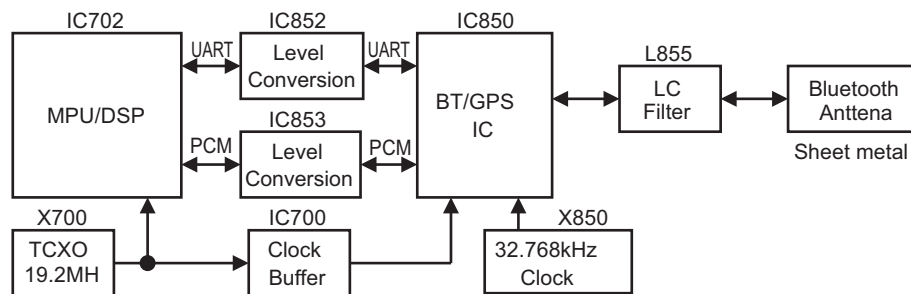 IC702
IC852
IC850
UART
Level
Conversion
UART
L855
MPU/DSP
BT/GPS
IC
LC
Filter
Bluetooth
Anttena
IC853
PCM
Level
Conversion
PCM
Sheet metal
X700
IC700
X850
TCXO
19.2MH
Clock
Buffer
32.768kHz
Clock